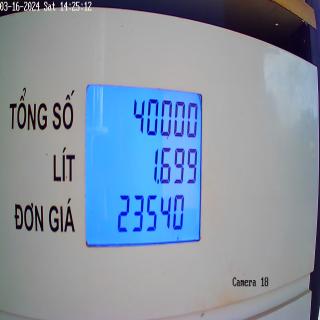 03-16-2024 Sat 14:25:12
TỔNG SỐ 40000
LÍT 1.699
ĐƠN GIÁ 23540
Camera 18